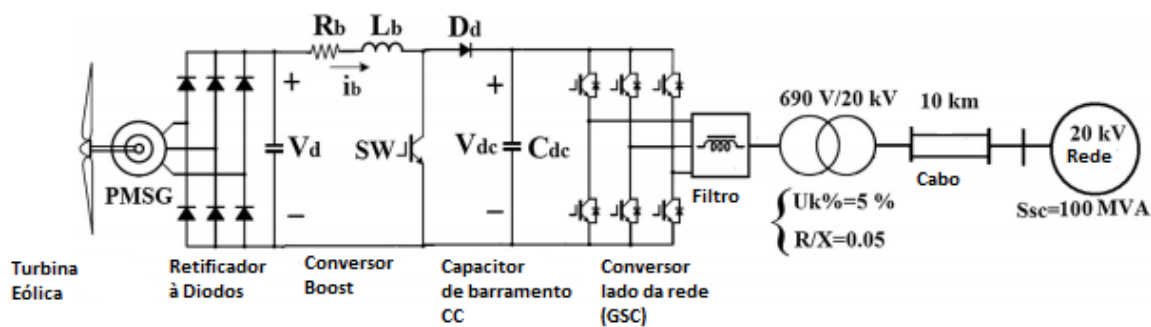 Rb
Lb
Dd
ib
+
Vd
−
SW
+
Vdc
Cdc
−
PMSG
690 V/20 kV
10 km
20 kV
Rede
Filtro
Cabo
Uk%=5 %
R/X=0.05
Ssc=100 MVA
Turbina
Eólica
Retificador
à Diodos
Conversor
Boost
Capacitor
de barramento
CC
Conversor
lado da rede
(GSC)